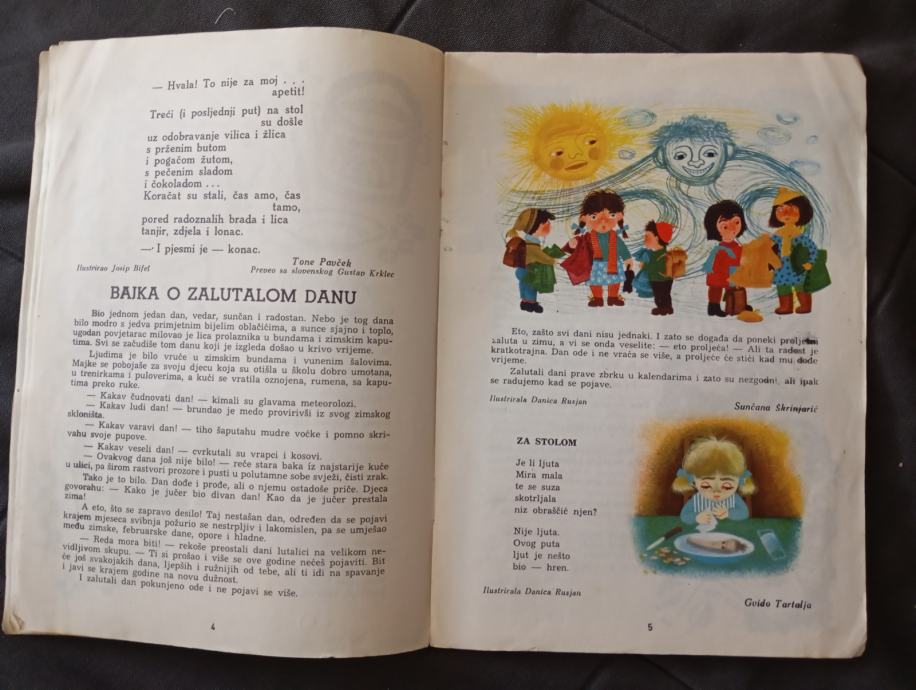 — Hvala! To nije za moj . . .
apetit!
Treći (i posljednji put) na stol
su došle
uz odobravanje vilica i žlica
s prženim butom
i pogačom žutom,
s pečenim sladom
i čokoladom . . .
Koračat su stali, čas amo, čas
tamo,
pored radoznalih brada i lica
tanjir, zdjela i lonac.
— I pjesmi je — konac.
Tone Pavček
Ilustrirao Josip Bifel
Preveo sa slovenskog Gustav Krklec
BAJKA O ZALUTALOM DANU
Bio jednom jedan dan, vedar, sunčan i radostan. Nebo je tog dana
bilo modro s jedva primjetnim bijelim oblačićima, a sunce sjajno i toplo,
ugodan povjetarac milovao je lica prolaznika u bundama i zimskim kapu-
tima. Svi se začudiše tom danu koji je izgleda došao u krivo vrijeme.
Ljudima je bilo vruće u zimskim bundama i vunenim šalovima.
Majke se pobojaše za svoju djecu koja su otišla u školu dobro umotana,
u trenirkama i puloverima, a kući se vratila oznojena, rumena, sa kapu-
tima preko ruke.
— Kakav čudnovati dan! — kimali su glavama meteorolozi.
— Kakav ludi dan! — brundao je medo provirivši iz svog zimskog
skloništa.
— Kakav varavi dan! — tiho šaputahu mudre voćke i pomno skri-
vahu svoje pupove.
— Kakav veseli dan! — cvrkutali su vrapci i kosovi.
— Ovakvog dana još nije bilo! — reče stara baka iz najstarije kuće
u ulici, pa širom rastvori prozore i pusti u polutamne sobe svježi, čisti zrak.
Tako je to bilo. Dan dođe i prođe, ali o njemu ostadoše priče. Djeca
govorahu: — Kako je jučer bio divan dan! Kao da je jučer prestala
zima!
A eto, što se zapravo desilo! Taj nestašan dan, određen da se pojavi
krajem mjeseca svibnja požurio se nestrpljiv i lakomislen, pa se umješao
među zimske, februarske dane, opore i hladne.
— Reda mora biti! — rekoše preostali dani lutalici na velikom ne-
vidljivom skupu. — Ti si prošao i više se ove godine nećeš pojaviti. Bit
će još svakojakih dana, ljepših i ružnijih od tebe, ali ti idi na spavanje
i javi se krajem godine na novu dužnost.
I zalutali dan pokunjeno ode i ne pojavi se više.
4
Eto, zašto svi dani nisu jednaki. I zato se događa da poneki proljetni
zaluta u zimu, a vi se onda veselite: — eto proljeća! — Ali ta radost je
kratkotrajna. Dan ode i ne vraća se više, a proljeće će stići kad mu dođe
vrijeme.
Zalutali dani prave zbrku u kalendarima i zato su nezgodni, ali ipak
se radujemo kad se pojave.
Ilustrirala Danica Rusjan
Sunčana Škrinjarić
ZA STOLOM
Je li ljuta
Mira mala
te se suza
skotrljala
niz obraščić njen?
Nije ljuta.
Ovog puta
ljut je nešto
bio — hren.
Ilustrirala Danica Rusjan
Gvido Tartalja
5